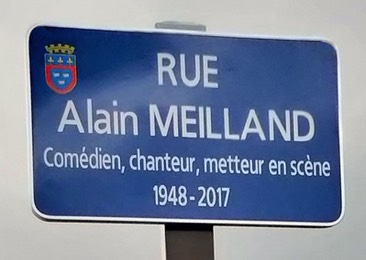 RUE
Alain MEILLAND
Comédien, chanteur, metteur en scène
1948-2017